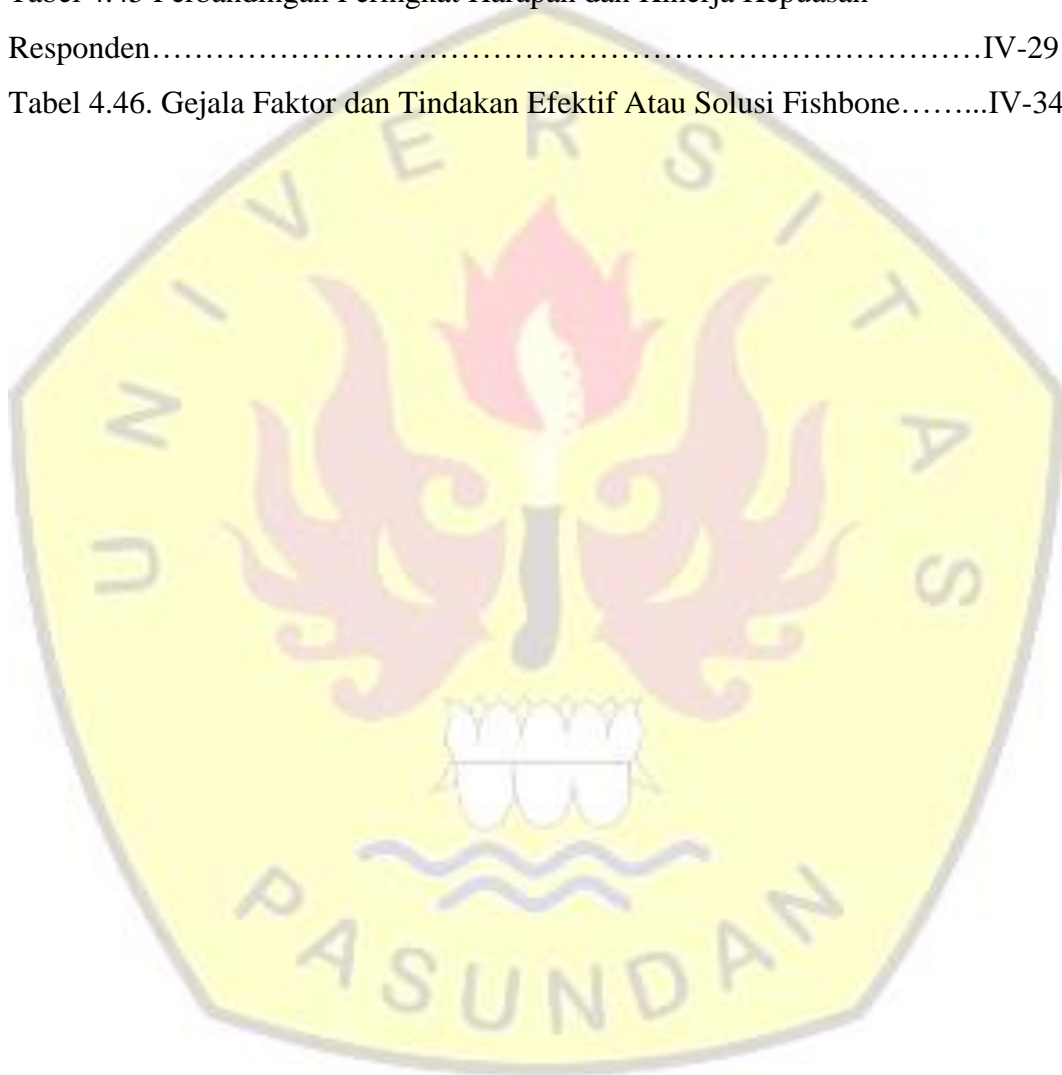 Tabel 4.45 Perbandingan Peringkat Harapan dan Kinerja Kepuasan
Responden……………………………………………………………………IV-29
Tabel 4.46. Gejala Faktor dan Tindakan Efektif Atau Solusi Fishbone……...IV-34
UNIVERSITAS
PASUNDAN